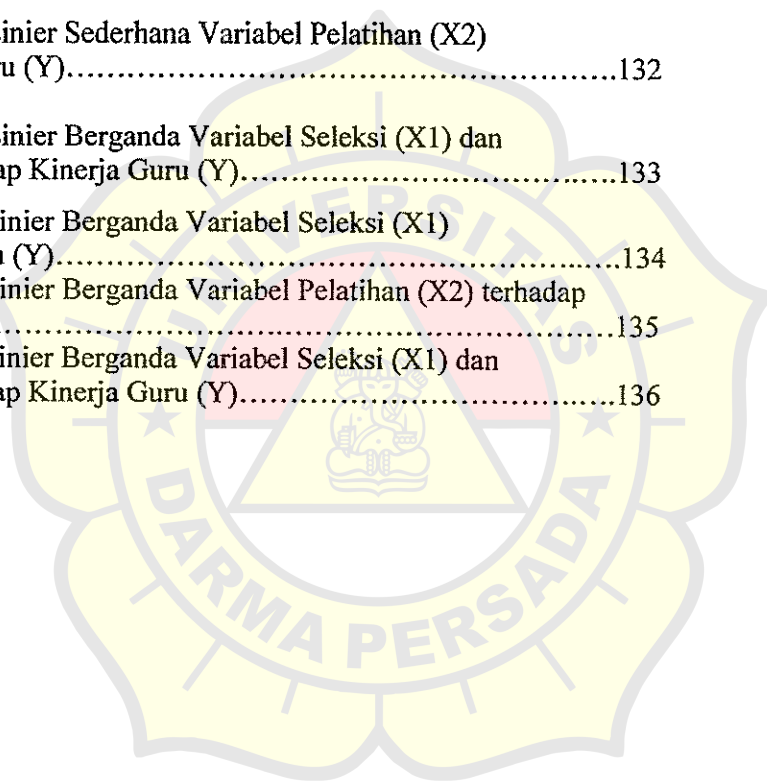 inier Sederhana Variabel Pelatihan (X2)
ru (Y)......................................................132
inier Berganda Variabel Seleksi (X1) dan
ap Kinerja Guru (Y).....................................133
inier Berganda Variabel Seleksi (X1)
u (Y).......................................................134
inier Berganda Variabel Pelatihan (X2) terhadap
............................................................135
inier Berganda Variabel Seleksi (X1) dan
ap Kinerja Guru (Y).....................................136
UNIVERSITAS
DARMA PERSADA